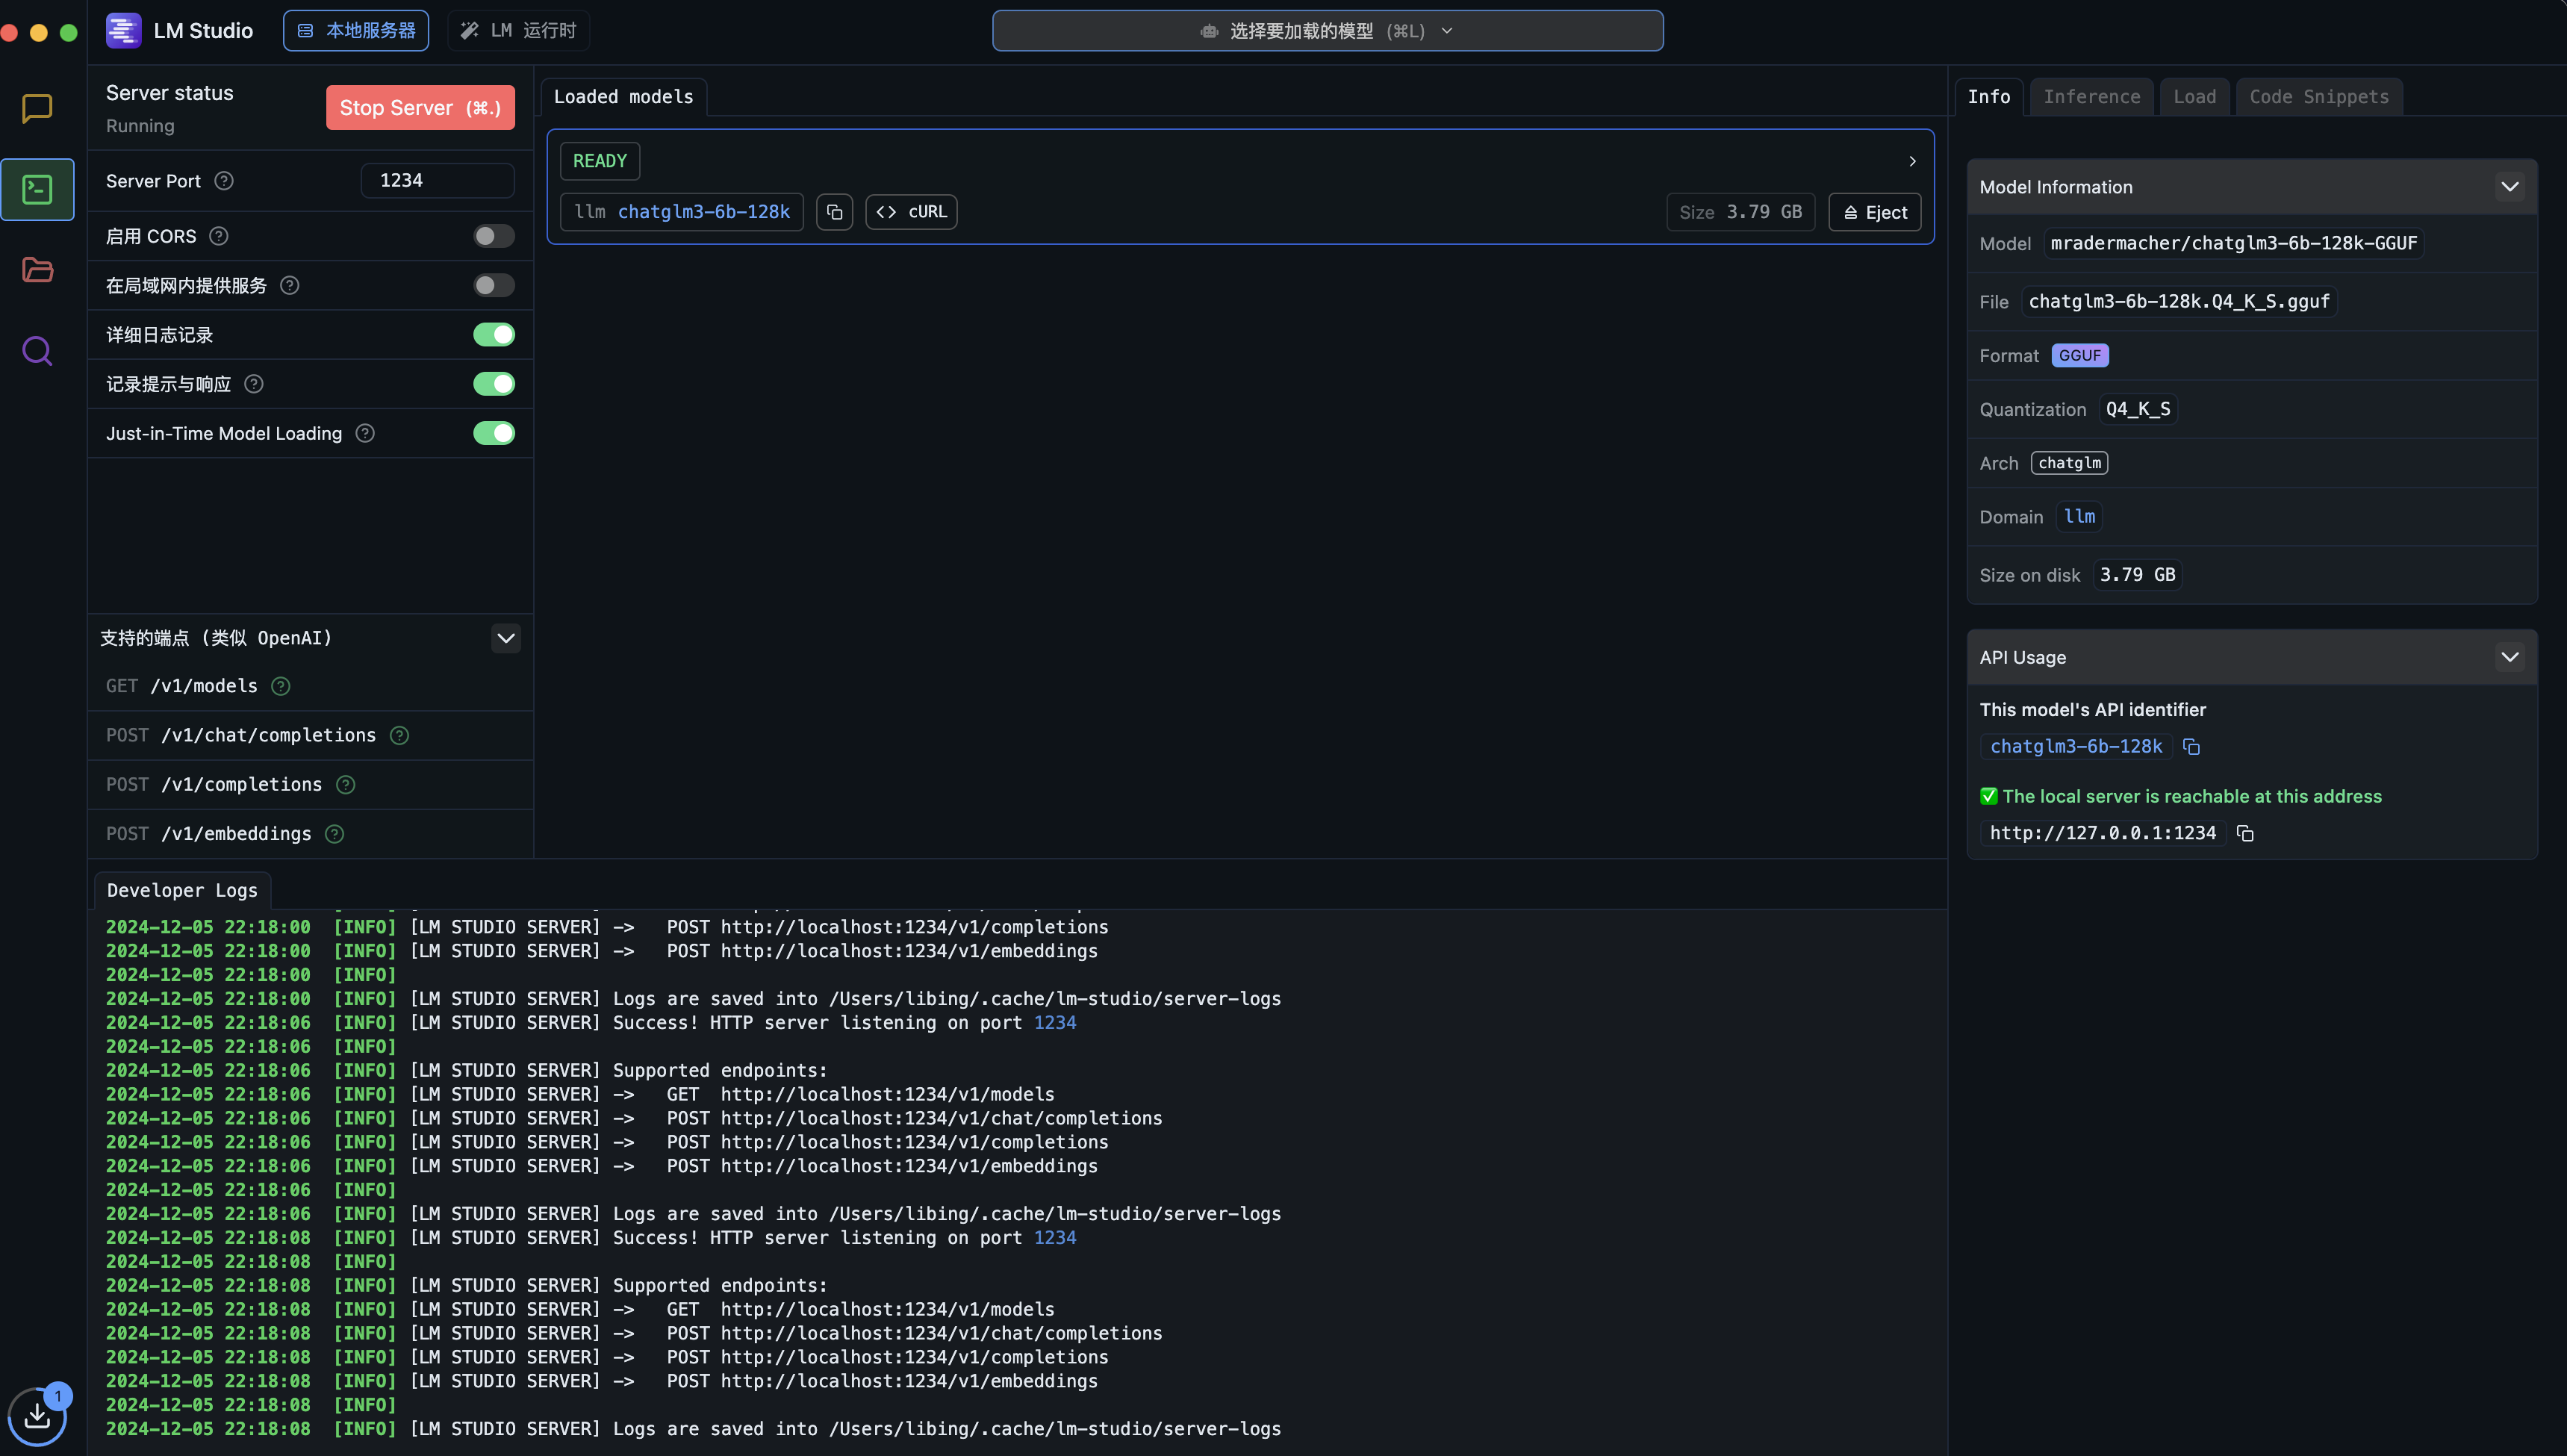 LM Studio
本地服务器
LM 运行时
选择要加载的模型 (⌘L)
Server status
Running
Stop Server (⌘.)
Server Port
1234
启用 CORS
在局域网内提供服务
详细日志记录
记录提示与响应
Just-in-Time Model Loading
支持的端点 (类似 OpenAI)
GET /v1/models
POST /v1/chat/completions
POST /v1/completions
POST /v1/embeddings
Loaded models
READY
llm chatglm3-6b-128k
cURL
Size 3.79 GB
Eject
Info
Inference
Load
Code Snippets
Model Information
Model mradermacher/chatglm3-6b-128k-GGUF
File chatglm3-6b-128k.Q4_K_S.gguf
Format GGUF
Quantization Q4_K_S
Arch chatglm
Domain llm
Size on disk 3.79 GB
API Usage
This model's API identifier
chatglm3-6b-128k
✅ The local server is reachable at this address
http://127.0.0.1:1234
Developer Logs
2024-12-05 22:18:00 [INFO] [LM STUDIO SERVER] -> POST http://localhost:1234/v1/completions
2024-12-05 22:18:00 [INFO] [LM STUDIO SERVER] -> POST http://localhost:1234/v1/embeddings
2024-12-05 22:18:00 [INFO]
2024-12-05 22:18:00 [INFO] [LM STUDIO SERVER] Logs are saved into /Users/libing/.cache/lm-studio/server-logs
2024-12-05 22:18:06 [INFO] [LM STUDIO SERVER] Success! HTTP server listening on port 1234
2024-12-05 22:18:06 [INFO]
2024-12-05 22:18:06 [INFO] [LM STUDIO SERVER] Supported endpoints:
2024-12-05 22:18:06 [INFO] [LM STUDIO SERVER] -> GET http://localhost:1234/v1/models
2024-12-05 22:18:06 [INFO] [LM STUDIO SERVER] -> POST http://localhost:1234/v1/chat/completions
2024-12-05 22:18:06 [INFO] [LM STUDIO SERVER] -> POST http://localhost:1234/v1/completions
2024-12-05 22:18:06 [INFO] [LM STUDIO SERVER] -> POST http://localhost:1234/v1/embeddings
2024-12-05 22:18:06 [INFO]
2024-12-05 22:18:06 [INFO] [LM STUDIO SERVER] Logs are saved into /Users/libing/.cache/lm-studio/server-logs
2024-12-05 22:18:08 [INFO] [LM STUDIO SERVER] Success! HTTP server listening on port 1234
2024-12-05 22:18:08 [INFO]
2024-12-05 22:18:08 [INFO] [LM STUDIO SERVER] Supported endpoints:
2024-12-05 22:18:08 [INFO] [LM STUDIO SERVER] -> GET http://localhost:1234/v1/models
2024-12-05 22:18:08 [INFO] [LM STUDIO SERVER] -> POST http://localhost:1234/v1/chat/completions
2024-12-05 22:18:08 [INFO] [LM STUDIO SERVER] -> POST http://localhost:1234/v1/completions
2024-12-05 22:18:08 [INFO] [LM STUDIO SERVER] -> POST http://localhost:1234/v1/embeddings
2024-12-05 22:18:08 [INFO]
2024-12-05 22:18:08 [INFO] [LM STUDIO SERVER] Logs are saved into /Users/libing/.cache/lm-studio/server-logs
1